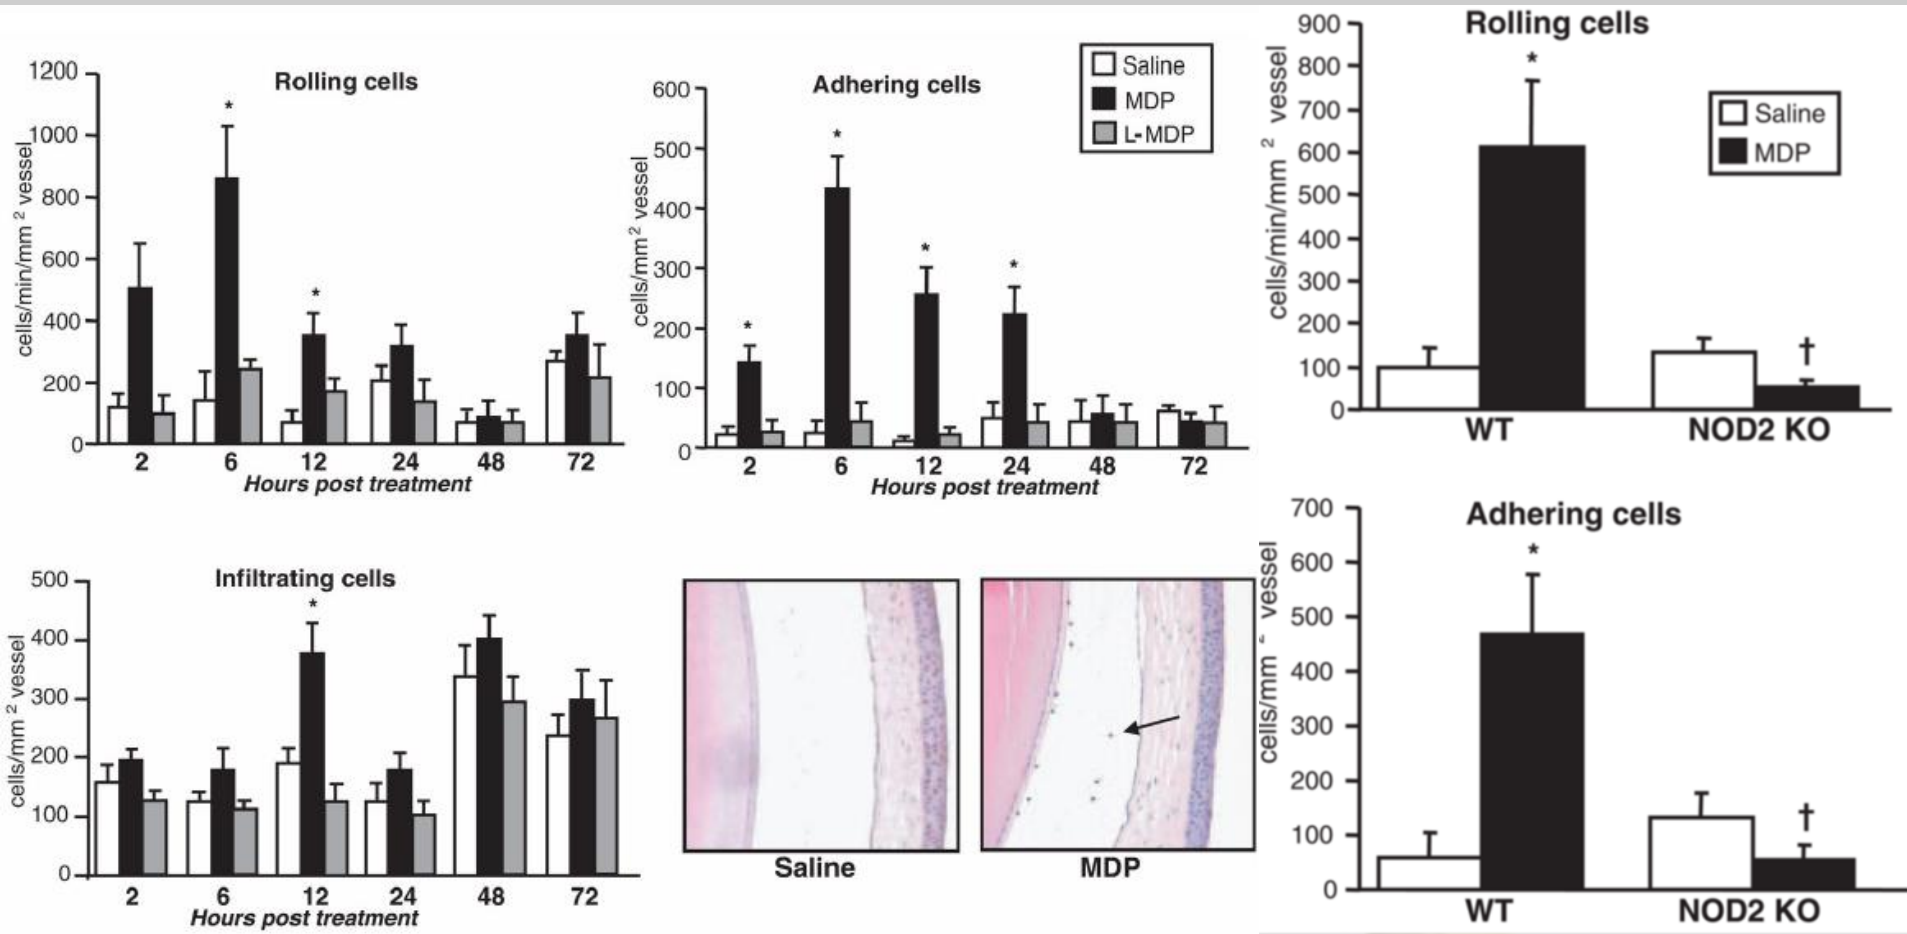 Rolling cells
cells/min/mm 2 vessel
1200
1000
800
600
400
200
0
*
*
2 6 12 24 48 72
Hours post treatment
Adhering cells
cells/mm2 vessel
600
500
400
300
200
100
0
*
*
*
*
2 6 12 24 48 72
Hours post treatment
Saline
MDP
L-MDP
Infiltrating cells
cells/mm 2 vessel
500
400
300
200
100
0
*
2 6 12 24 48 72
Hours post treatment
Saline
MDP
Rolling cells
cells/min/mm 2 vessel
900
800
700
600
500
400
300
200
100
0
*
†
WT NOD2 KO
Saline
MDP
Adhering cells
cells/mm vessel
700
600
500
400
300
200
100
0
*
†
WT NOD2 KO